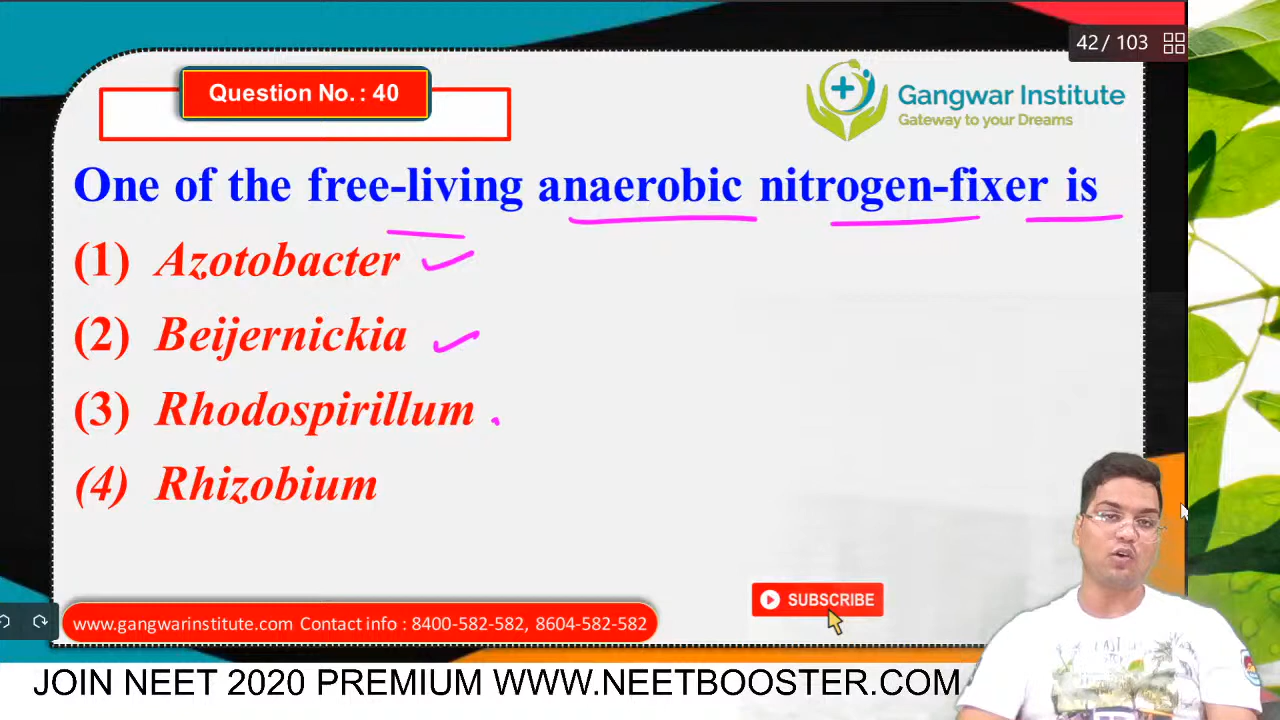 42 / 103
Question No. : 40
Gangwar Institute
Gateway to your Dreams
One of the free-living anaerobic nitrogen-fixer is
(1) Azotobacter
(2) Beijernickia
(3) Rhodospirillum
(4) Rhizobium
SUBSCRIBE
www.gangwarinstitute.com Contact info : 8400-582-582, 8604-582-582
JOIN NEET 2020 PREMIUM WWW.NEETBOOSTER.COM